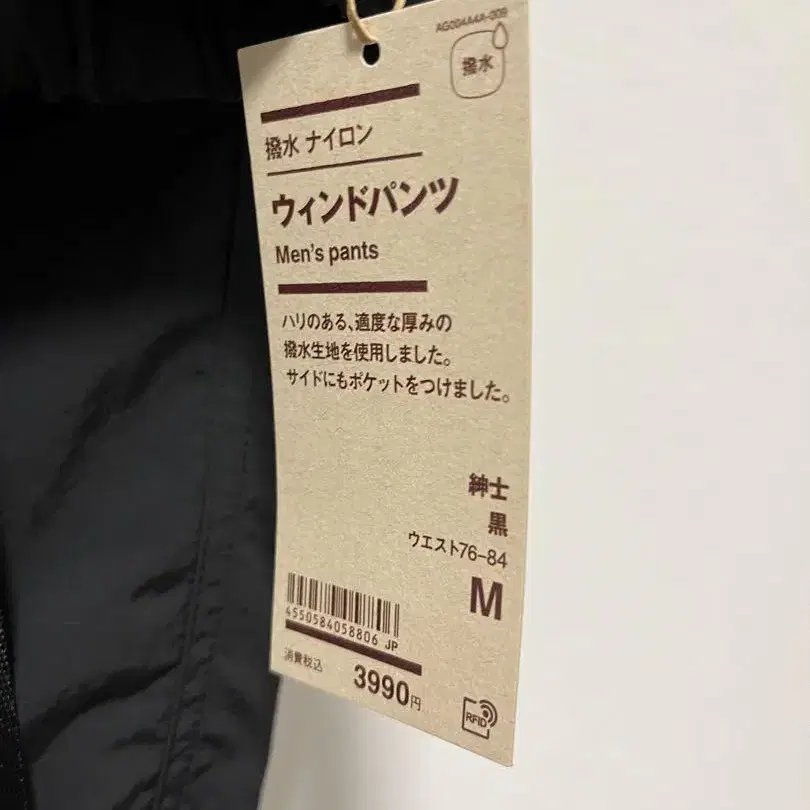 AG004A4A-009
撥水
撥水 ナイロン
ウィンドパンツ
Men's pants
ハリのある、適度な厚みの
撥水生地を使用しました。
サイドにもポケットをつけました。
紳士
黒
ウエスト76-84
M
4550584058806 JP
消費税込
3990円
RFID